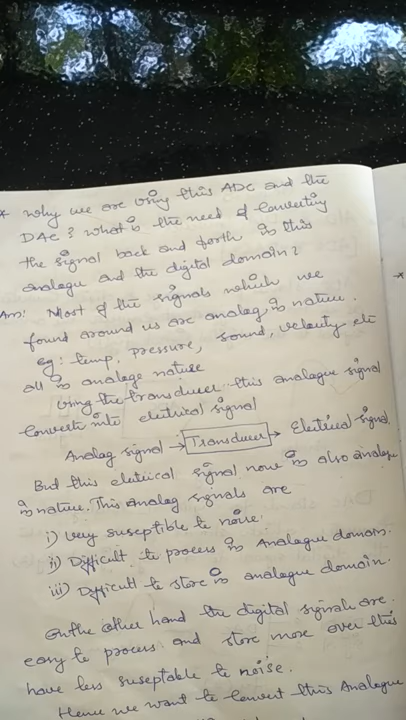 * Why we are using this ADC and the
DAC? What is the need of Converting
the signal back and forth in this
analogu and the digital domain?
Ans: Most of the signals which we
found around us are analog in nature.
eg: temp. pressure, sound, velocity etc
all is analoge nature
Using the transducer this analogue signal
Converts into electrical signal
Analog signal → Transducer → Electrical signal
But this eletrical signal now is also analogue
in nature. This analog signals are
i) Very suseptible to noise.
ii) Difficult to process in Analogue domain.
iii) Difficult to store in analogue domain.
On the other hand the digital signals are
easy to process and store more over this
have less suseptable to noise.
Hence we want to Convert this Analogue